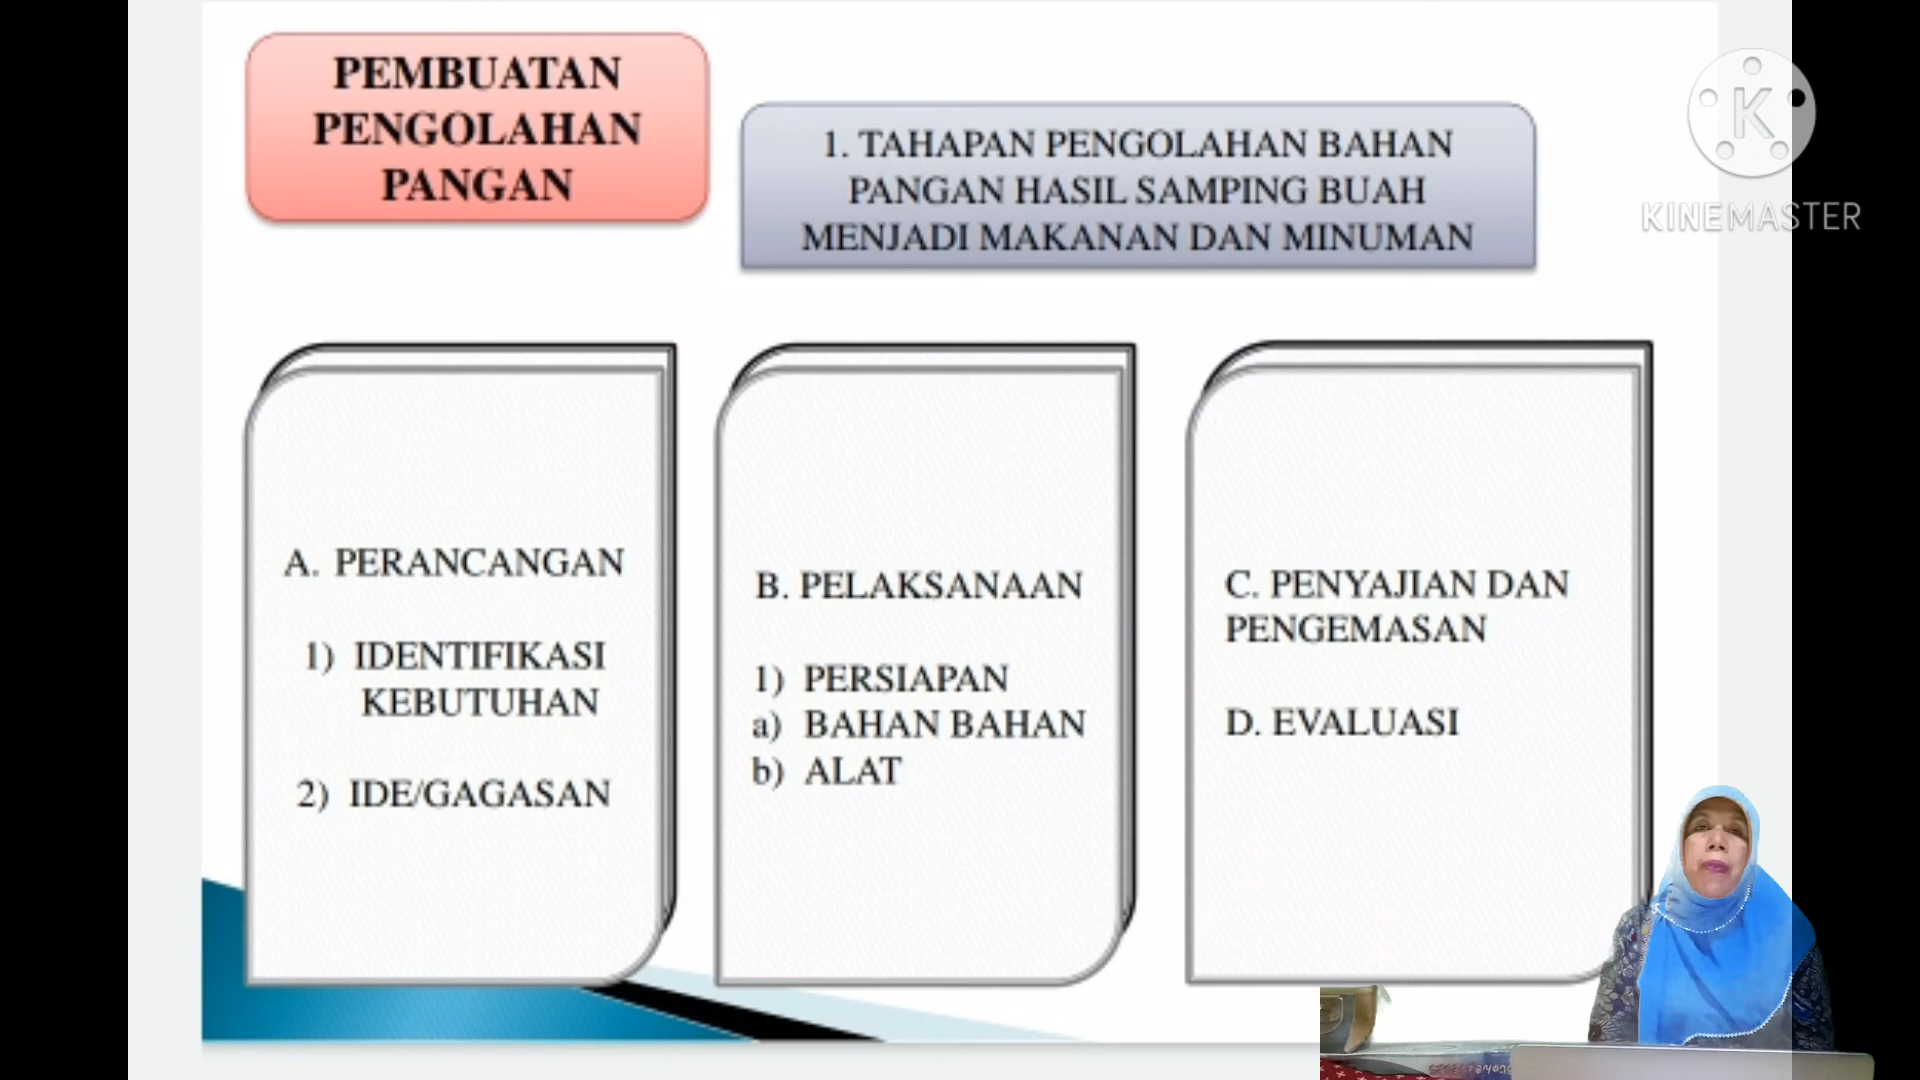 PEMBUATAN
PENGOLAHAN
PANGAN
1. TAHAPAN PENGOLAHAN BAHAN
PANGAN HASIL SAMPING BUAH
MENJADI MAKANAN DAN MINUMAN
K
KINEMASTER
A. PERANCANGAN
1) IDENTIFIKASI
KEBUTUHAN
2) IDE/GAGASAN
B. PELAKSANAAN
1) PERSIAPAN
a) BAHAN BAHAN
b) ALAT
C. PENYAJIAN DAN
PENGEMASAN
D. EVALUASI